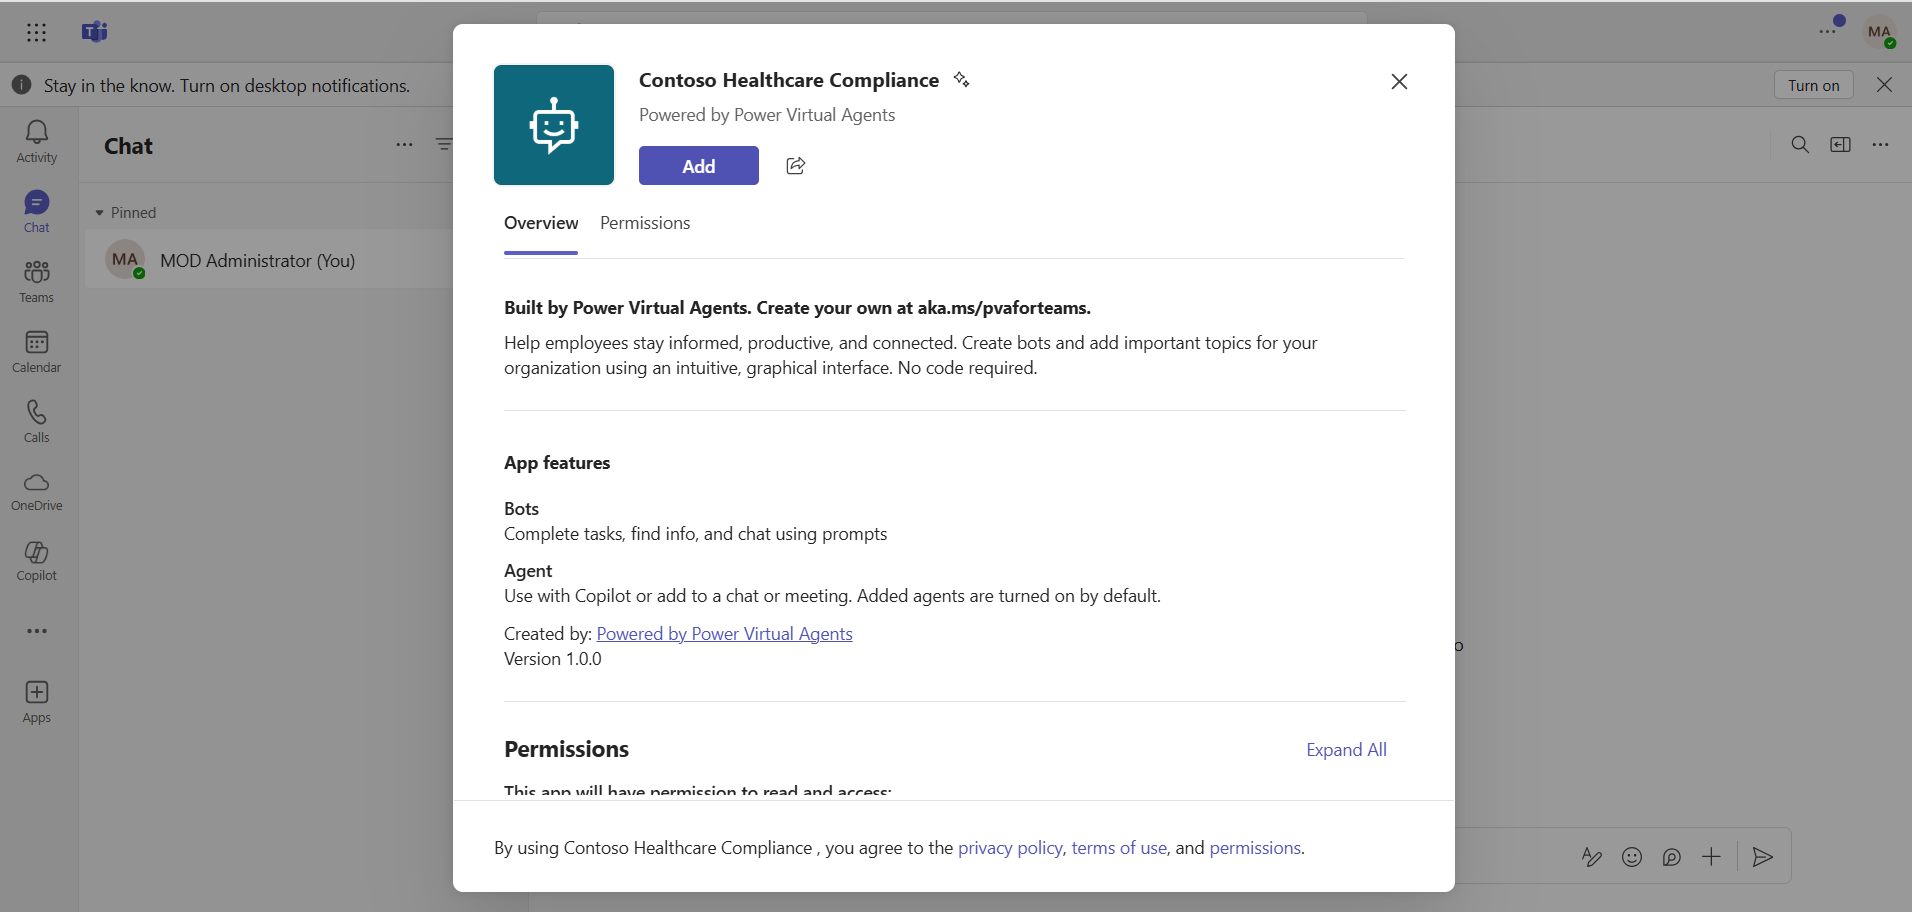 MA
Stay in the know. Turn on desktop notifications.
Turn on
Activity
Chat
Teams
Calendar
Calls
OneDrive
Copilot
Apps
Chat
Pinned
MA
MOD Administrator (You)
Contoso Healthcare Compliance
Powered by Power Virtual Agents
Add
Overview Permissions
Built by Power Virtual Agents. Create your own at aka.ms/pvaforteams.
Help employees stay informed, productive, and connected. Create bots and add important topics for your
organization using an intuitive, graphical interface. No code required.
App features
Bots
Complete tasks, find info, and chat using prompts
Agent
Use with Copilot or add to a chat or meeting. Added agents are turned on by default.
Created by: Powered by Power Virtual Agents
Version 1.0.0
Permissions
Expand All
This app will have permission to read and access:
By using Contoso Healthcare Compliance , you agree to the privacy policy, terms of use, and permissions.